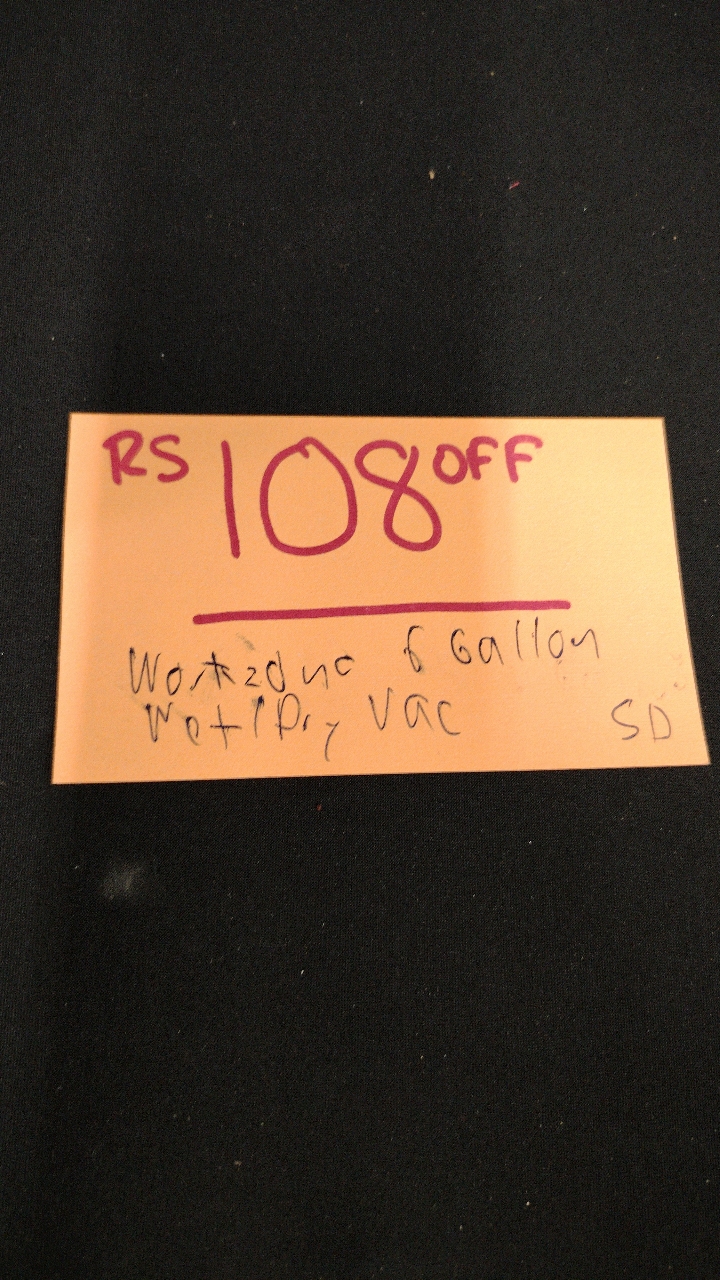 RS 108 OFF
Workzone 6 Gallon
Wet/Dry Vac SD